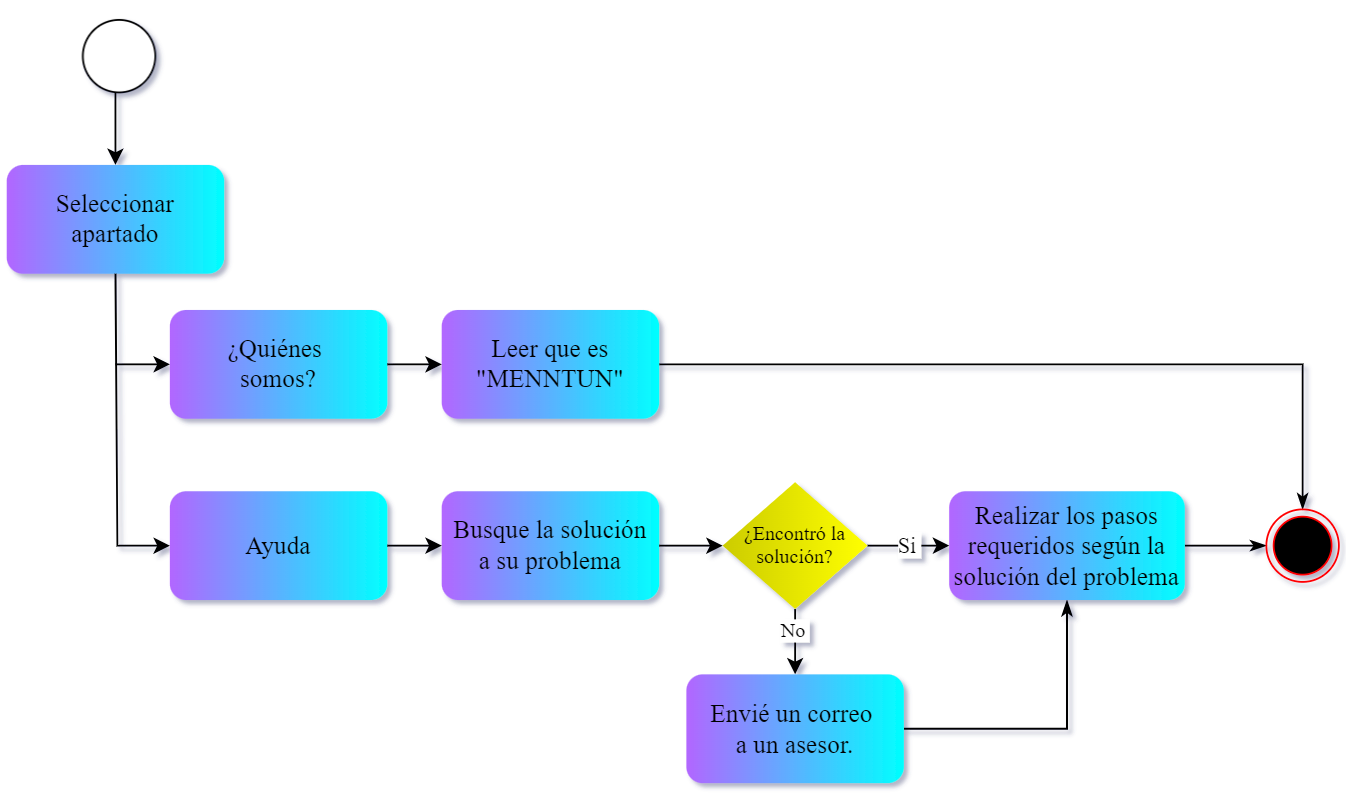 Seleccionar
apartado
¿Quiénes
somos?
Leer que es
"MENNTUN"
Ayuda
Busque la solución
a su problema
¿Encontró la
solución?
Si
Realizar los pasos
requeridos según la
solución del problema
No
Envié un correo
a un asesor.